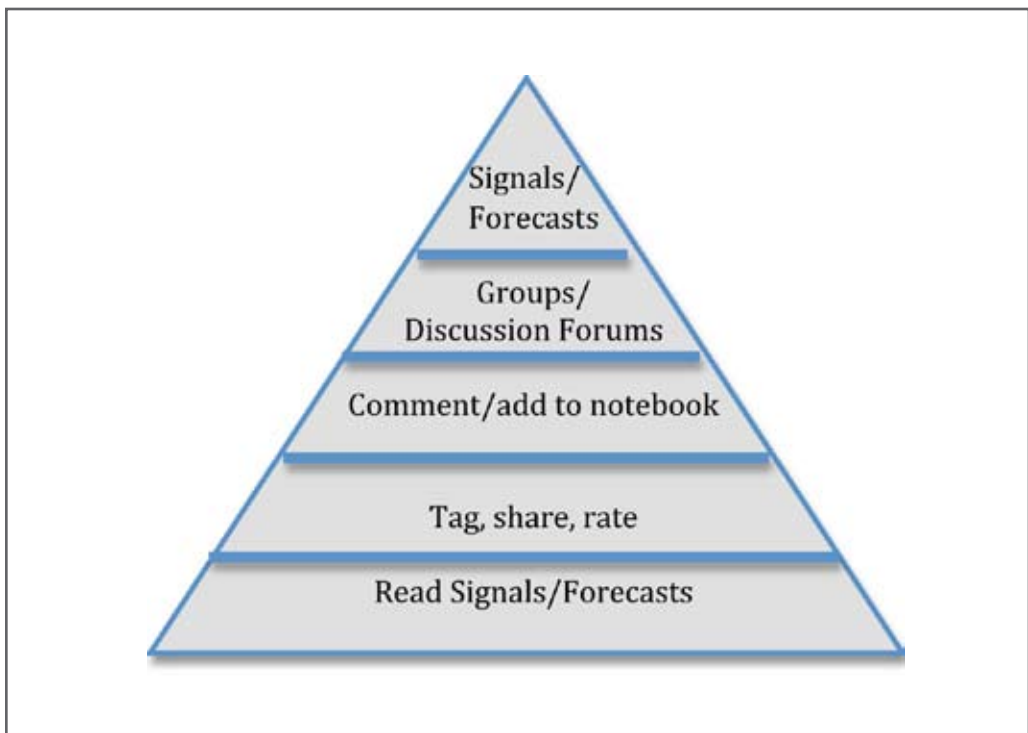 Signals/
Forecasts
Groups/
Discussion Forums
Comment/add to notebook
Tag, share, rate
Read Signals/Forecasts